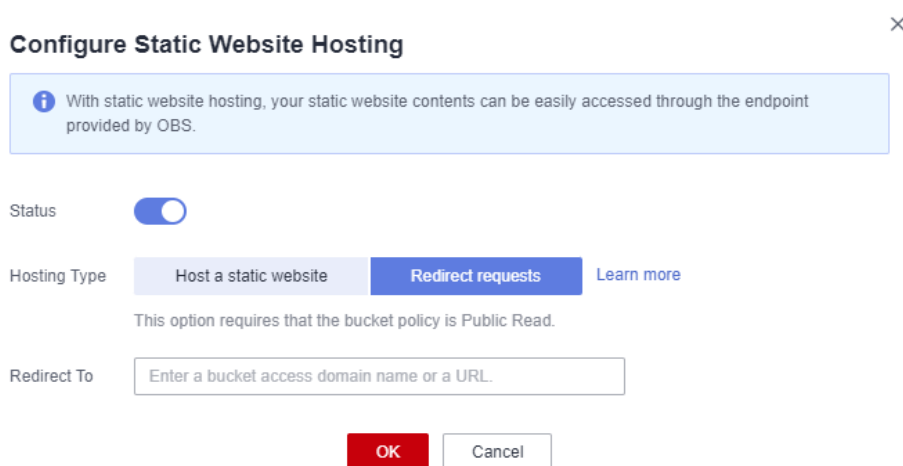 Configure Static Website Hosting
With static website hosting, your static website contents can be easily accessed through the endpoint
provided by OBS.
Status
Hosting Type Host a static website Redirect requests Learn more
This option requires that the bucket policy is Public Read.
Redirect To Enter a bucket access domain name or a URL.
OK Cancel